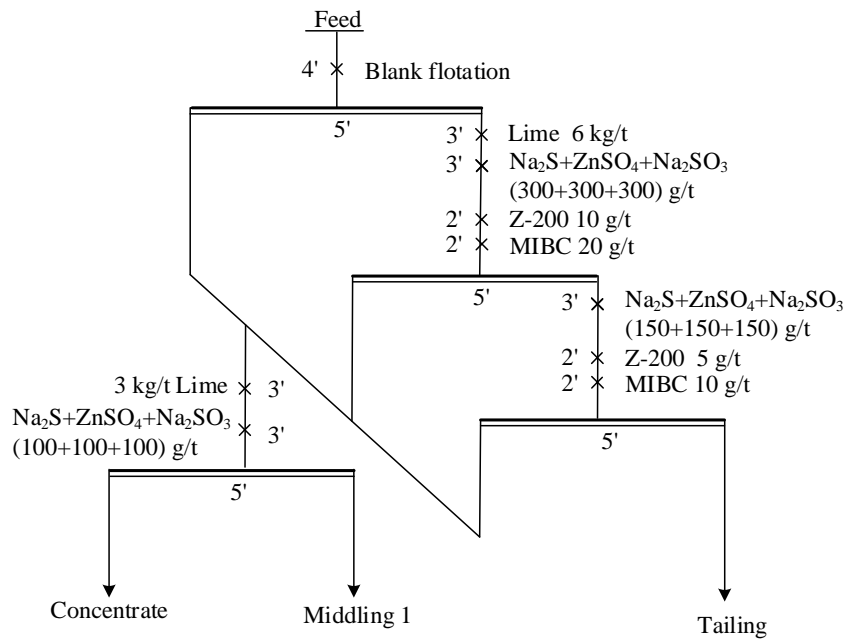 Feed
4' Blank flotation
5'
3' Lime 6 kg/t
3' Na₂S+ZnSO₄+Na₂SO₃
(300+300+300) g/t
2' Z-200 10 g/t
2' MIBC 20 g/t
5'
3' Na₂S+ZnSO₄+Na₂SO₃
(150+150+150) g/t
2' Z-200 5 g/t
2' MIBC 10 g/t
5'
3 kg/t Lime 3'
Na₂S+ZnSO₄+Na₂SO₃ 3'
(100+100+100) g/t
5'
Concentrate
Middling 1
Tailing